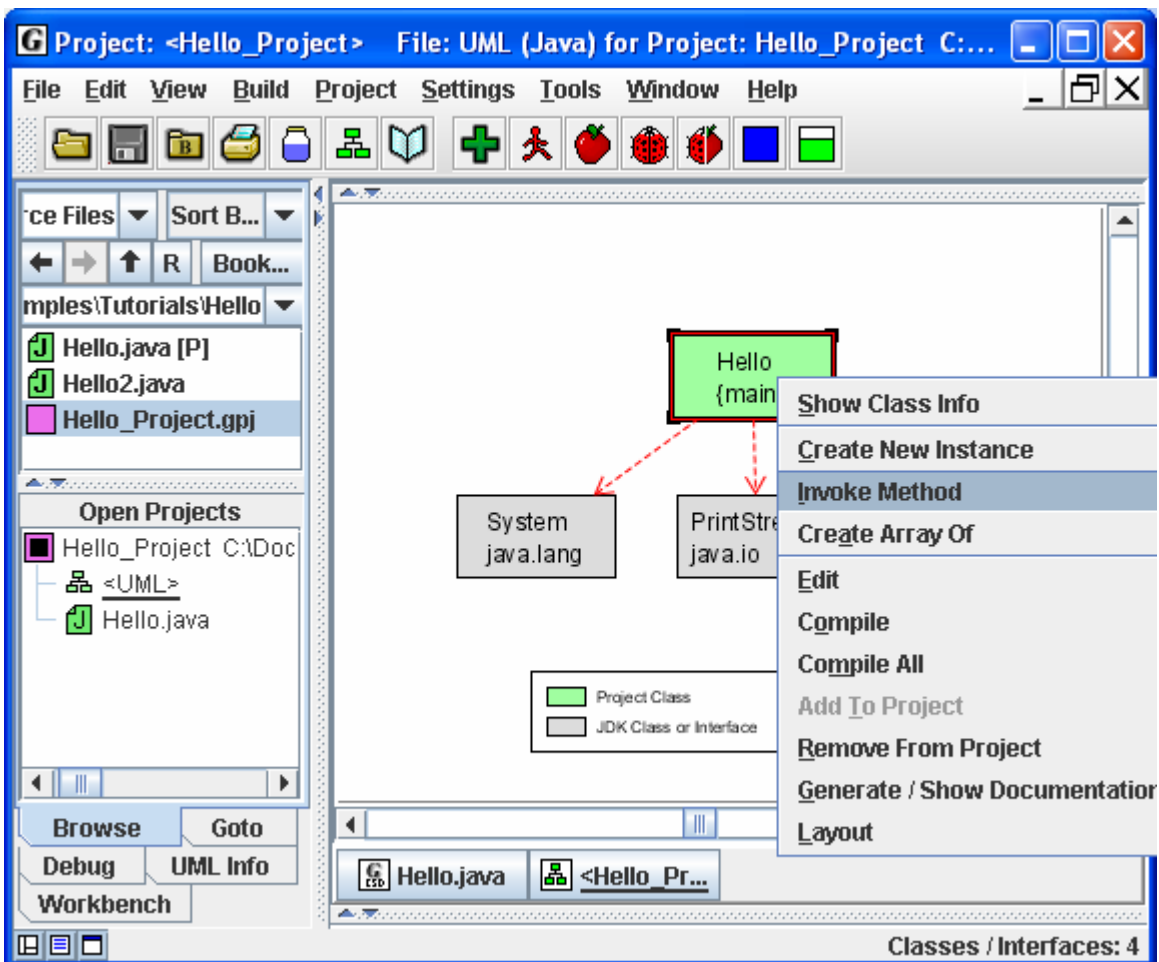 Project: <Hello_Project> File: UML (Java) for Project: Hello_Project C:...
File Edit View Build Project Settings Tools Window Help
B
rce Files Sort B...
R Book...
mples\Tutorials\Hello
J Hello.java [P]
J Hello2.java
Hello_Project.gpj
Open Projects
Hello_Project C:\Doc
<UML>
J Hello.java
Browse Goto
Debug UML Info
Workbench
Hello
{main
System
java.lang
PrintStre
java.io
Project Class
JDK Class or Interface
Show Class Info
Create New Instance
Invoke Method
Create Array Of
Edit
Compile
Compile All
Add To Project
Remove From Project
Generate / Show Documentation
Layout
G CSD Hello.java <Hello_Pr...
Classes / Interfaces: 4